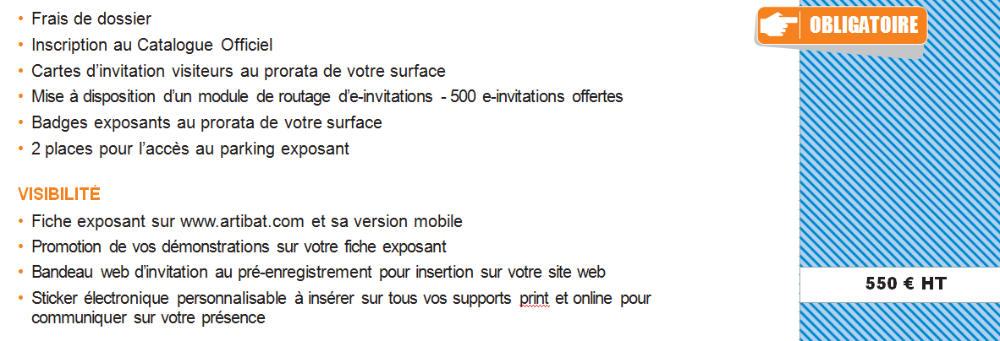 • Frais de dossier
OBLIGATOIRE
• Inscription au Catalogue Officiel
• Cartes d'invitation visiteurs au prorata de votre surface
• Mise à disposition d'un module de routage d'e-invitations - 500 e-invitations offertes
• Badges exposants au prorata de votre surface
• 2 places pour l'accès au parking exposant
VISIBILITÉ
• Fiche exposant sur www.artibat.com et sa version mobile
• Promotion de vos démonstrations sur votre fiche exposant
• Bandeau web d'invitation au pré-enregistrement pour insertion sur votre site web
550 € HT
• Sticker électronique personnalisable à insérer sur tous vos supports print et online pour
communiquer sur votre présence